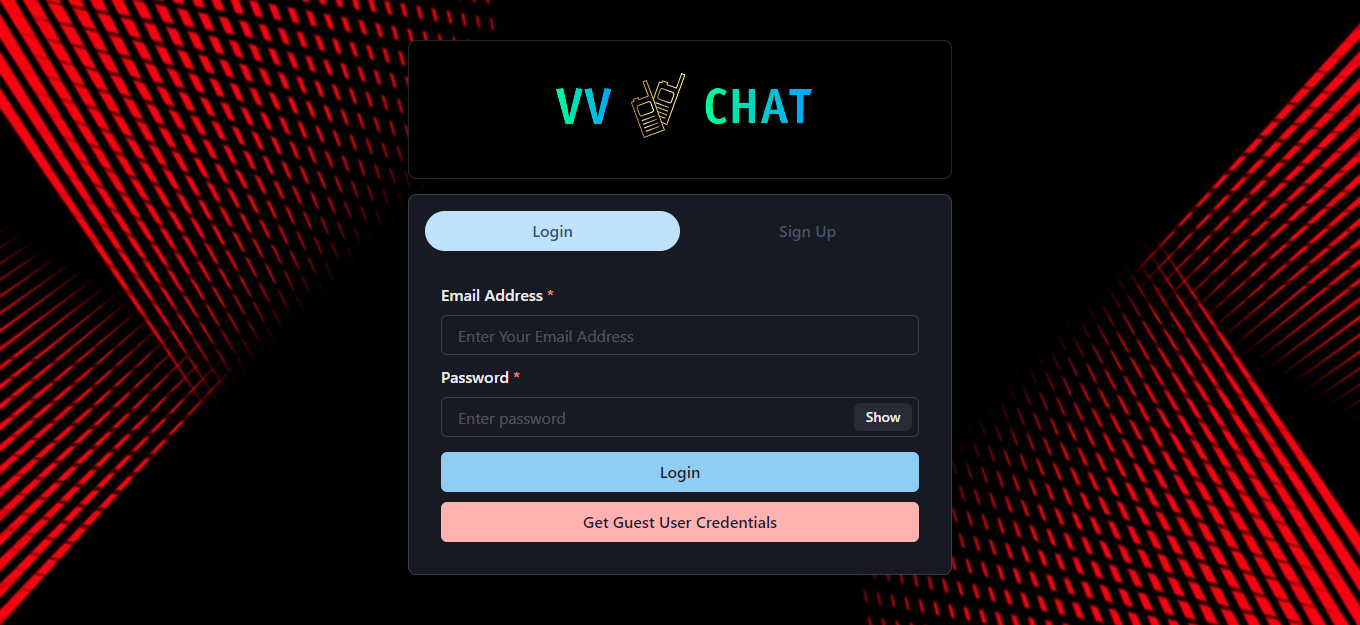 VV CHAT
Login Sign Up
Email Address *
Enter Your Email Address
Password *
Enter password Show
Login
Get Guest User Credentials